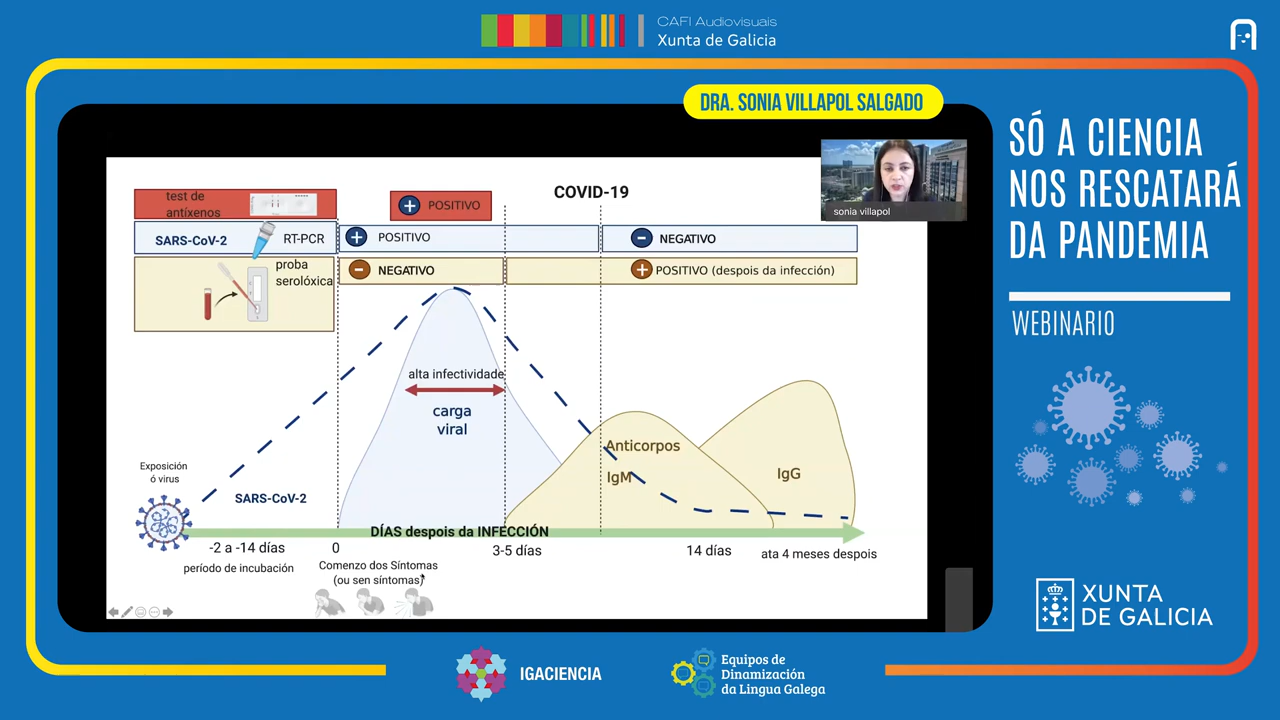 CAFI Audiovisuais
Xunta de Galicia
DRA. SONIA VILLAPOL SALGADO
SÓ A CIENCIA
NOS RESCATARÁ
DA PANDEMIA
WEBINARIO
sonia villapol
COVID-19
test de
antíxenos
POSITIVO
SARS-CoV-2
RT-PCR
POSITIVO
NEGATIVO
proba
serolóxica
NEGATIVO
POSITIVO (despois da infección)
alta infectividade
carga
viral
Anticorpos
IgM
IgG
Exposición
ó virus
SARS-CoV-2
DÍAS despois da INFECCIÓN
-2 a -14 días
0
3-5 días
14 días
ata 4 meses despois
período de incubación
Comenzo dos Síntomas
(ou sen síntomas)
XUNTA
DE GALICIA
IGACIENCIA
Equipos de
Dinamización
da Lingua Galega